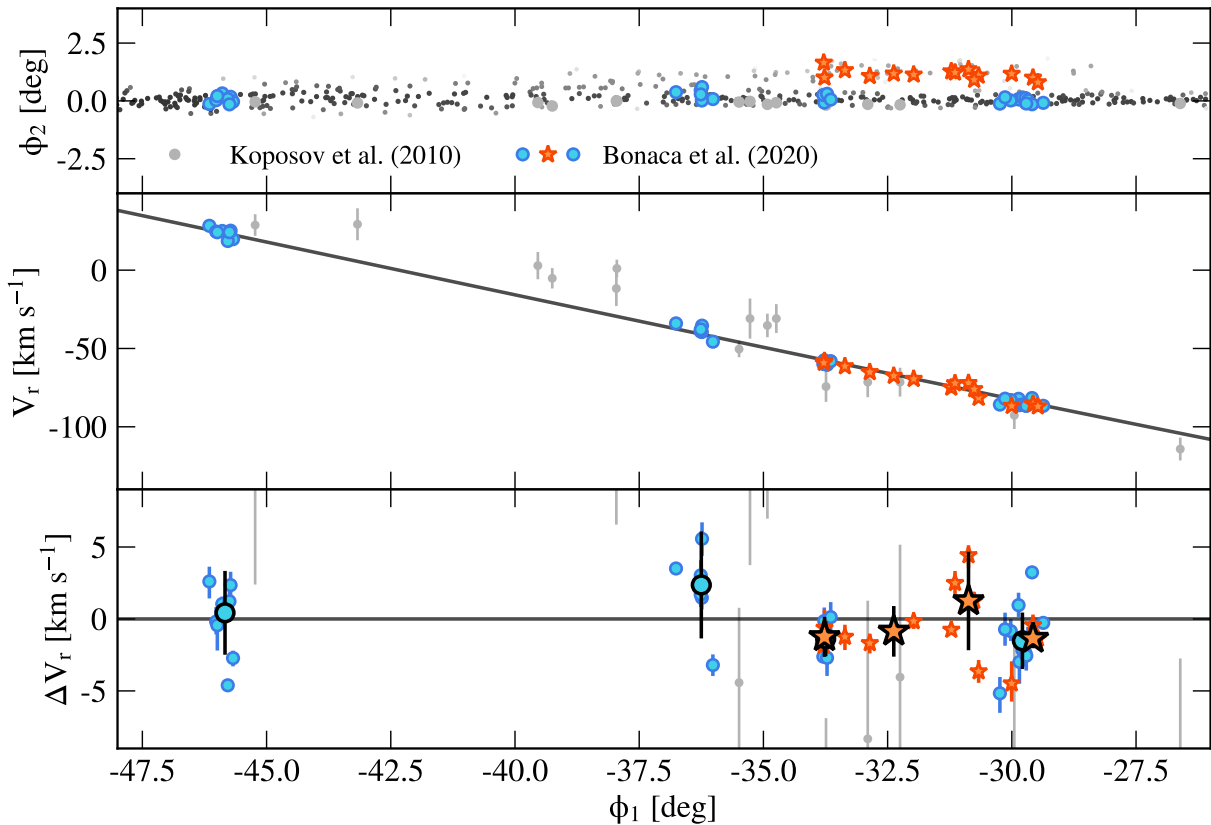 2.5
0.0
-2.5
ϕ₂ [deg]
Koposov et al. (2010)
Bonaca et al. (2020)
0
-50
-100
Vᵣ [km s⁻¹]
5
0
-5
ΔVᵣ [km s⁻¹]
-47.5 -45.0 -42.5 -40.0 -37.5 -35.0 -32.5 -30.0 -27.5
ϕ₁ [deg]